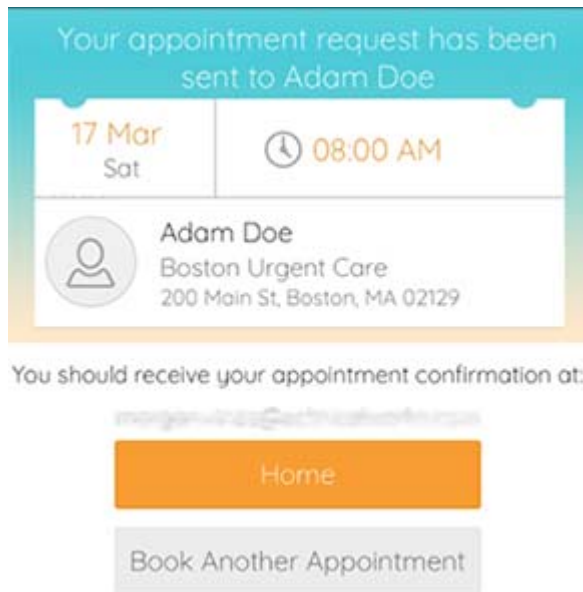 Your appointment request has been
sent to Adam Doe
17 Mar
Sat
08:00 AM
Adam Doe
Boston Urgent Care
200 Main St, Boston, MA 02129
You should receive your appointment confirmation at:
Home
Book Another Appointment